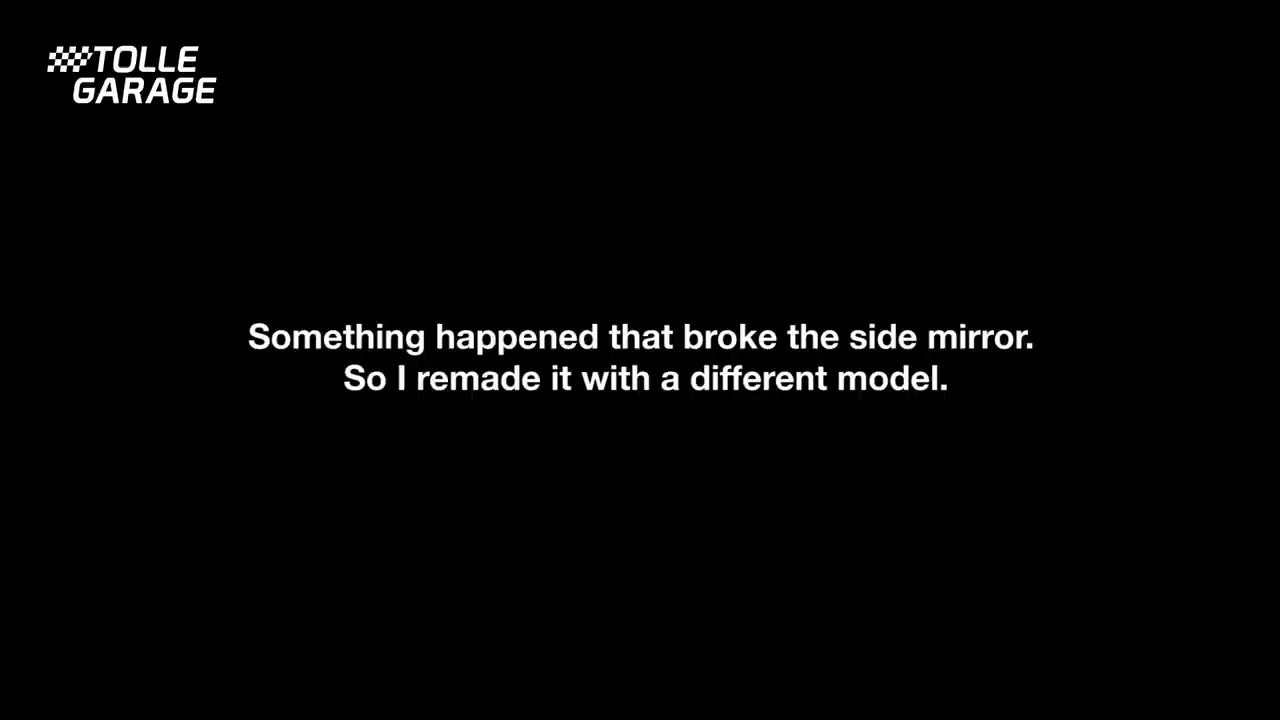 TOLLE
GARAGE
Something happened that broke the side mirror.
So I remade it with a different model.